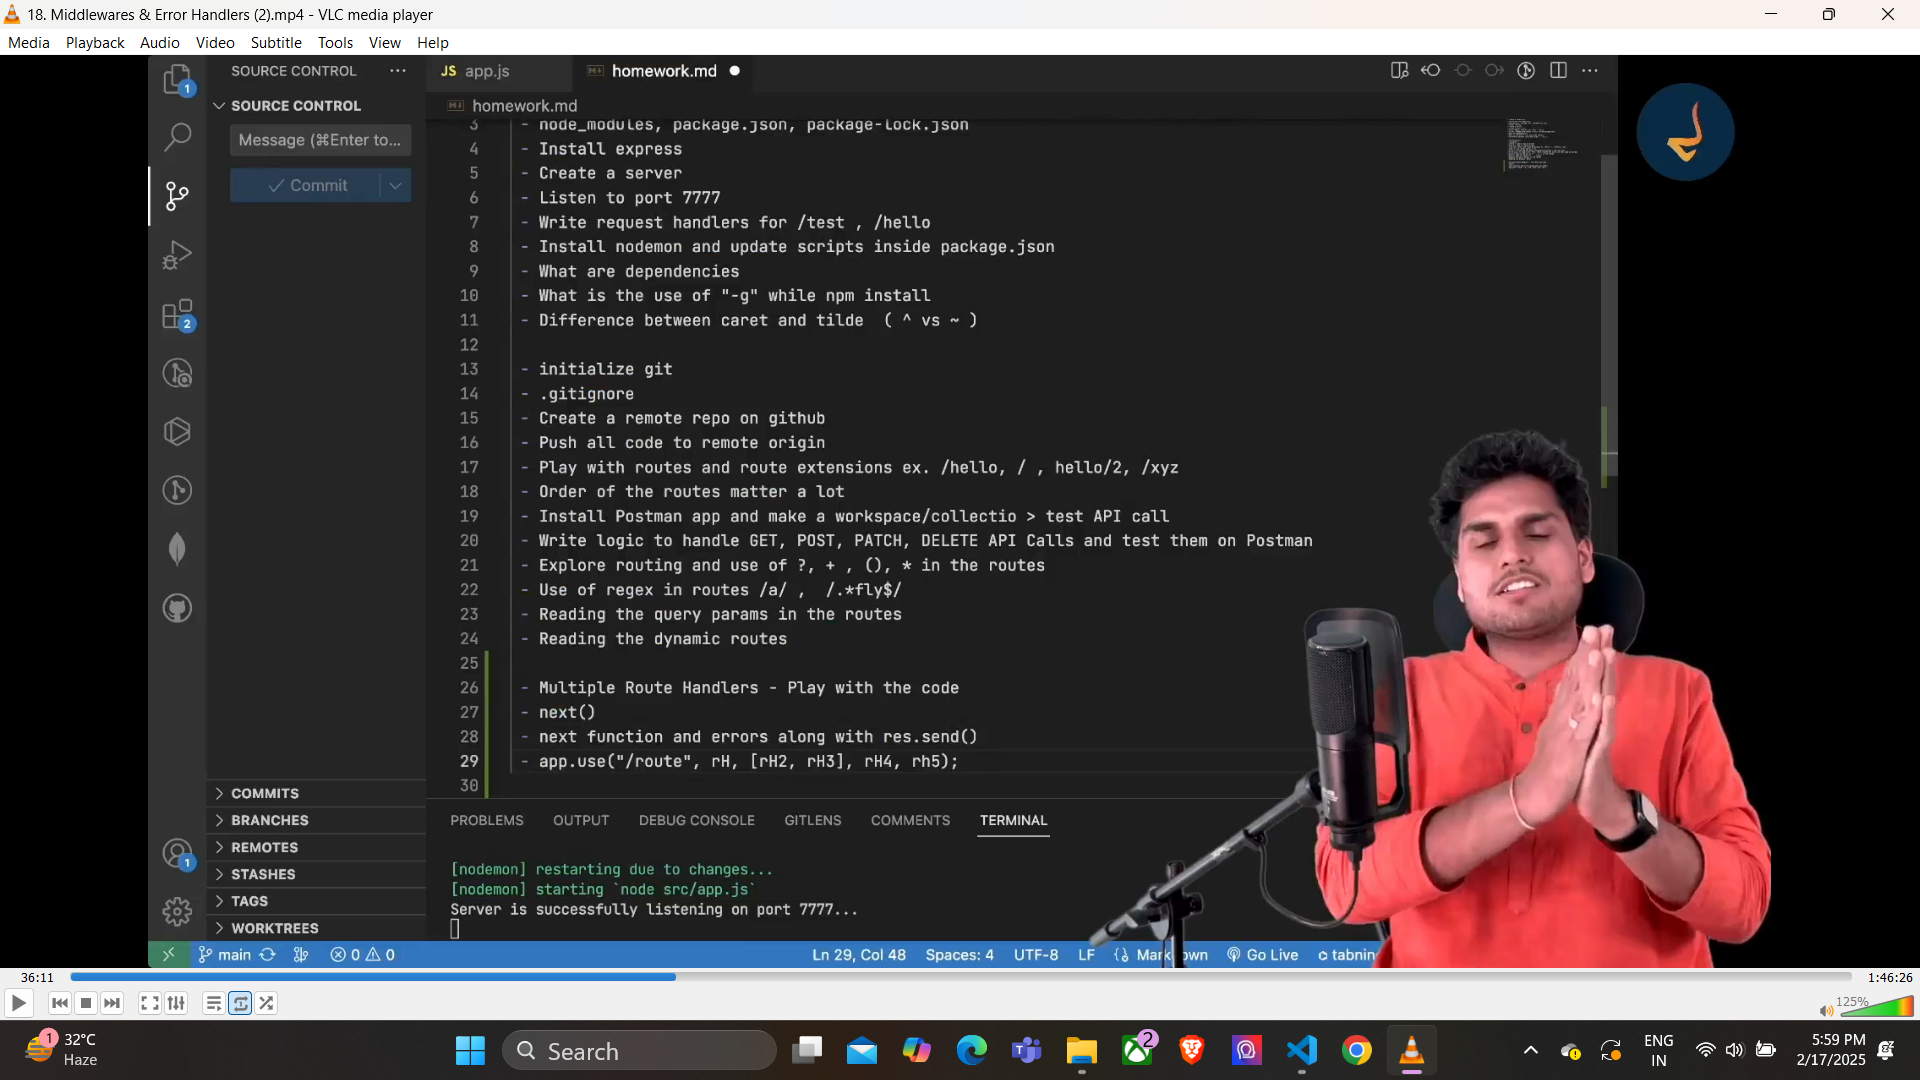 18. Middlewares & Error Handlers (2).mp4 - VLC media player
Media Playback Audio Video Subtitle Tools View Help
SOURCE CONTROL
JS app.js
homework.md
1
SOURCE CONTROL
homework.md
Message (⌘Enter to...
Commit
3 - node_modules, package.json, package-lock.json
4 - Install express
5 - Create a server
6 - Listen to port 7777
7 - Write request handlers for /test , /hello
8 - Install nodemon and update scripts inside package.json
9 - What are dependencies
10 - What is the use of "-g" while npm install
11 - Difference between caret and tilde ( ^ vs ~ )
12
13 - initialize git
14 - .gitignore
15 - Create a remote repo on github
16 - Push all code to remote origin
17 - Play with routes and route extensions ex. /hello, / , hello/2, /xyz
18 - Order of the routes matter a lot
19 - Install Postman app and make a workspace/collectio > test API call
20 - Write logic to handle GET, POST, PATCH, DELETE API Calls and test them on Postman
21 - Explore routing and use of ?, + , (), * in the routes
22 - Use of regex in routes /a/ , /.*fly$/
23 - Reading the query params in the routes
24 - Reading the dynamic routes
25
26 - Multiple Route Handlers - Play with the code
27 - next()
28 - next function and errors along with res.send()
29 - app.use("/route", rH, [rH2, rH3], rH4, rh5);
30
2
COMMITS
BRANCHES
REMOTES
STASHES
TAGS
WORKTREES
1
PROBLEMS OUTPUT DEBUG CONSOLE GITLENS COMMENTS TERMINAL
[nodemon] restarting due to changes...
[nodemon] starting `node src/app.js`
Server is successfully listening on port 7777...
main 0 0 Ln 29, Col 48 Spaces: 4 UTF-8 LF {} Go Live
36:11
1:46:26
125%
1 32°C
Haze
Search
2
ENG
IN
5:59 PM
2/17/2025